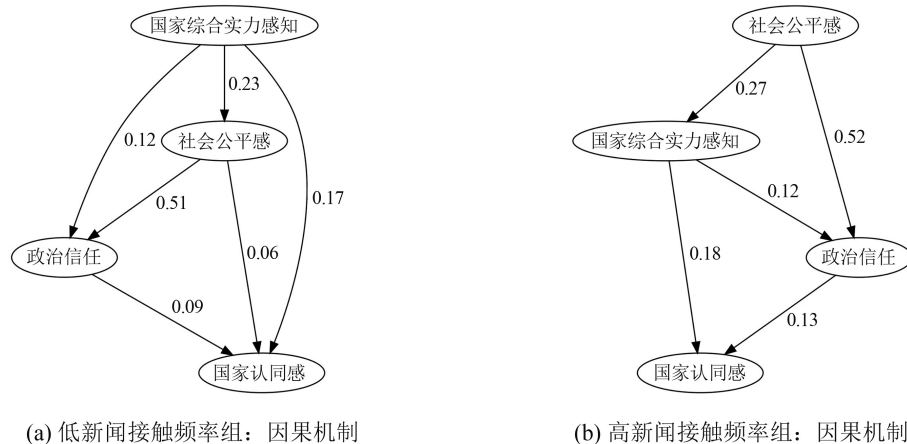 国家综合实力感知
0.23
0.12
社会公平感
0.17
0.51
0.06
政治信任
0.09
国家认同感
(a) 低新闻接触频率组：因果机制
社会公平感
0.27
国家综合实力感知
0.52
0.12
0.18
政治信任
0.13
国家认同感
(b) 高新闻接触频率组：因果机制